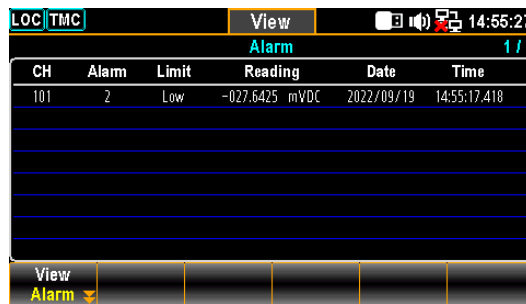 LOC TMC View 14:55:27
Alarm 1 /
CH Alarm Limit Reading Date Time
101 2 Low -027.6425 mVDC 2022/09/19 14:55:17.418
View
Alarm